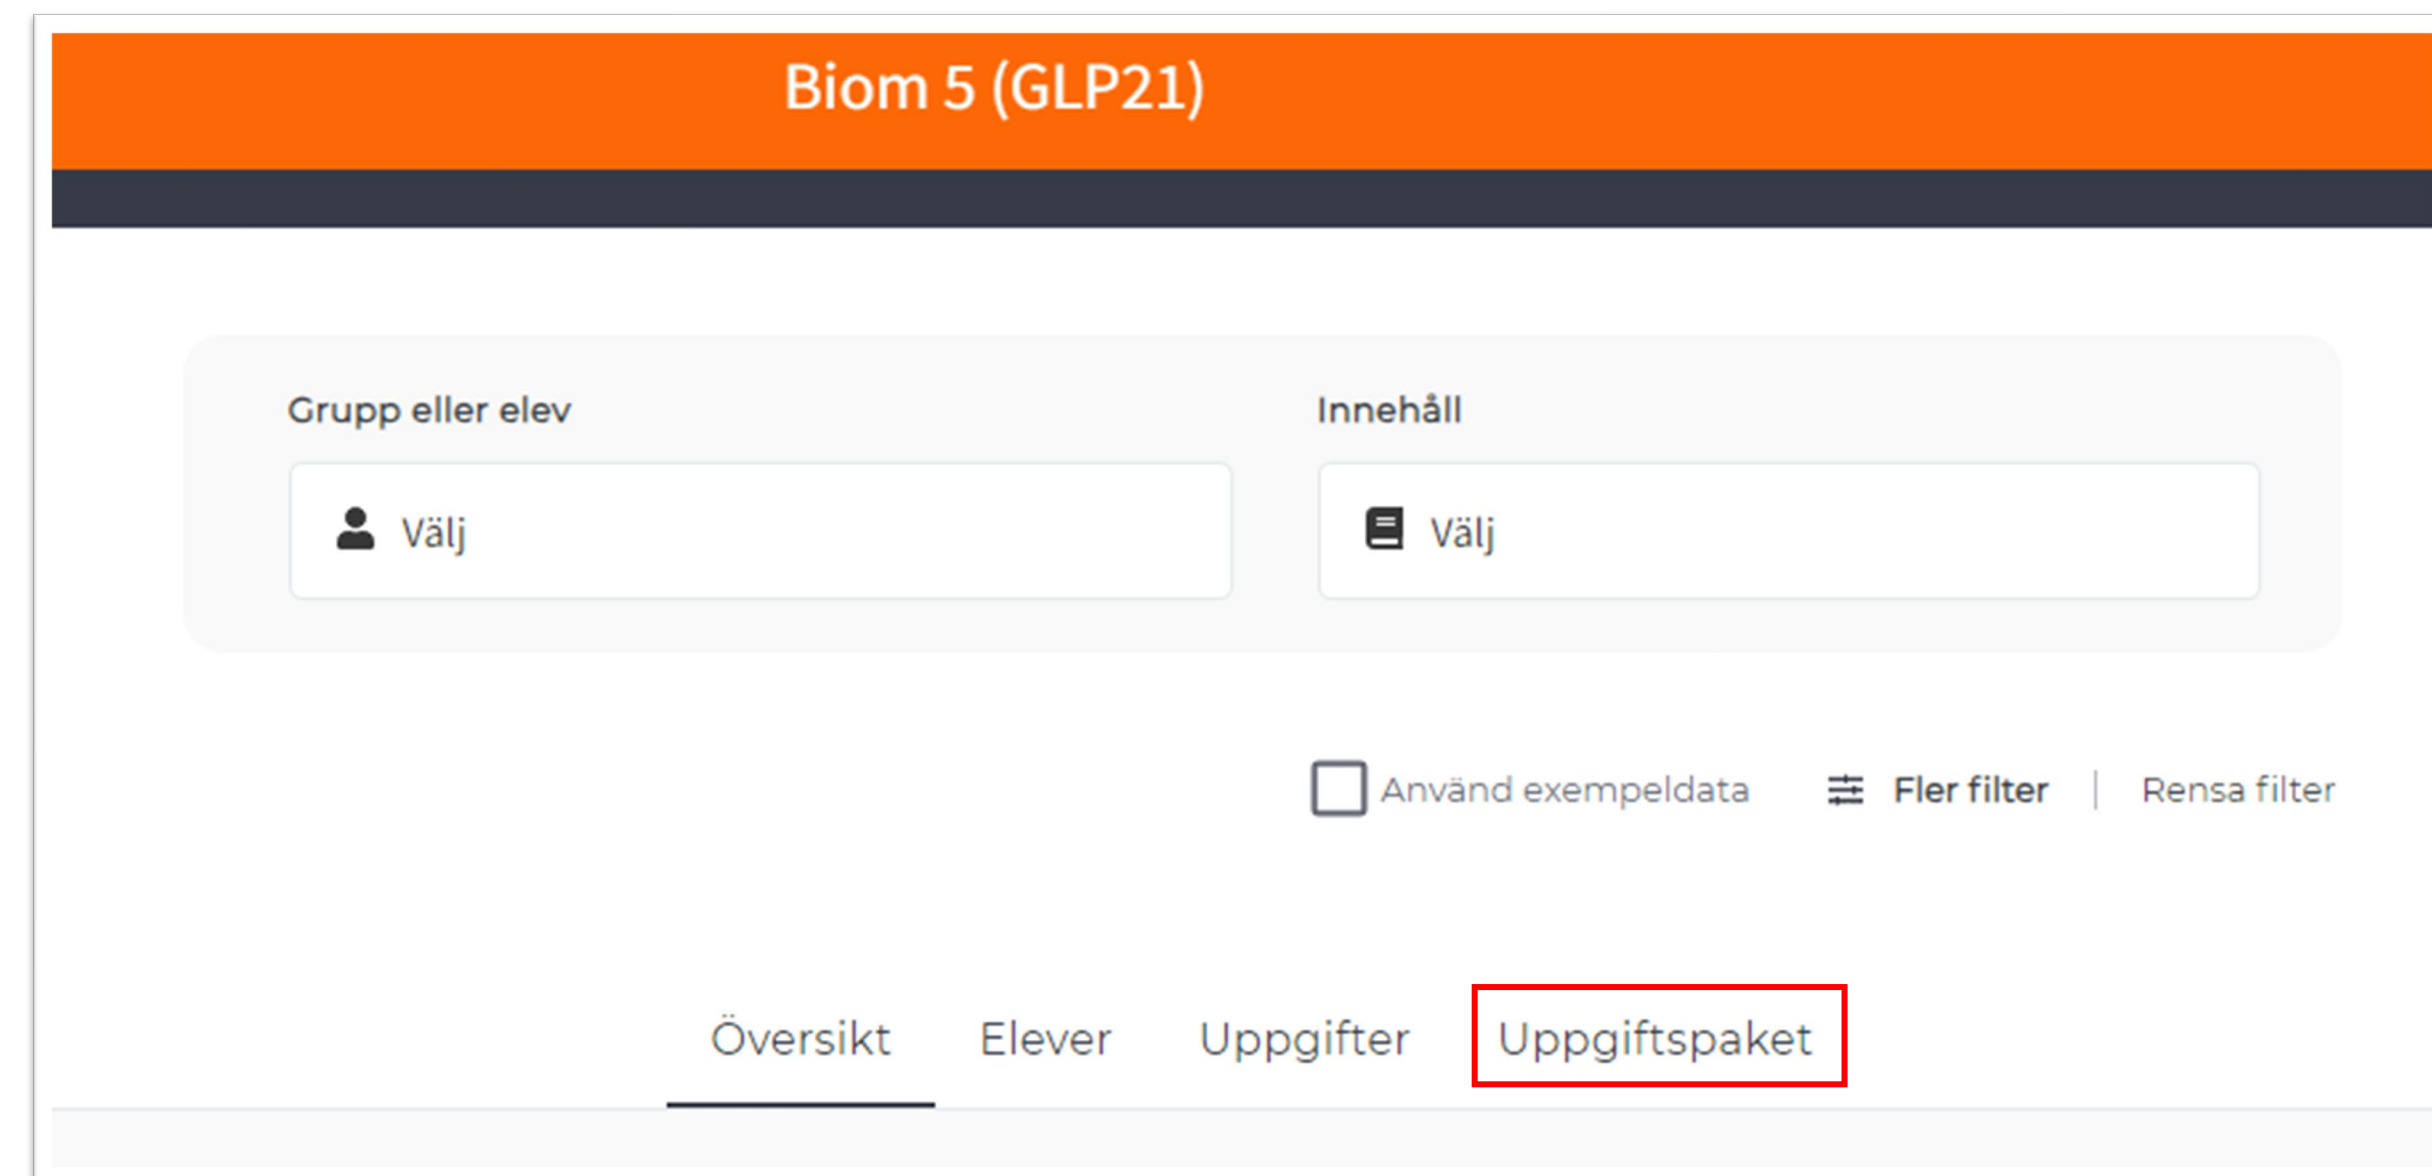 Biom 5 (GLP21)
Grupp eller elev
Innehåll
Välj
Välj
Använd exempeldata
Fler filter
Rensa filter
Översikt
Elever
Uppgifter
Uppgiftspaket